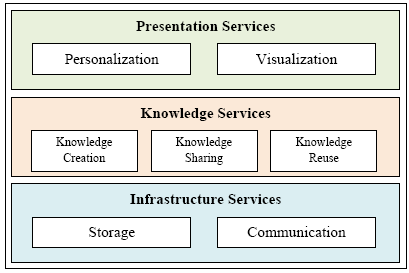 Presentation Services
Personalization
Visualization
Knowledge Services
Knowledge
Creation
Knowledge
Sharing
Knowledge
Reuse
Infrastructure Services
Storage
Communication